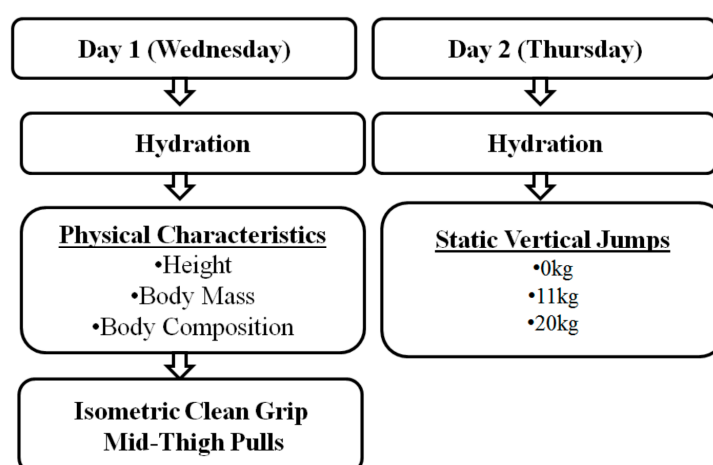 Day 1 (Wednesday)
Hydration
Physical Characteristics
•Height
•Body Mass
•Body Composition
Isometric Clean Grip
Mid-Thigh Pulls
Day 2 (Thursday)
Hydration
Static Vertical Jumps
•0kg
•11kg
•20kg